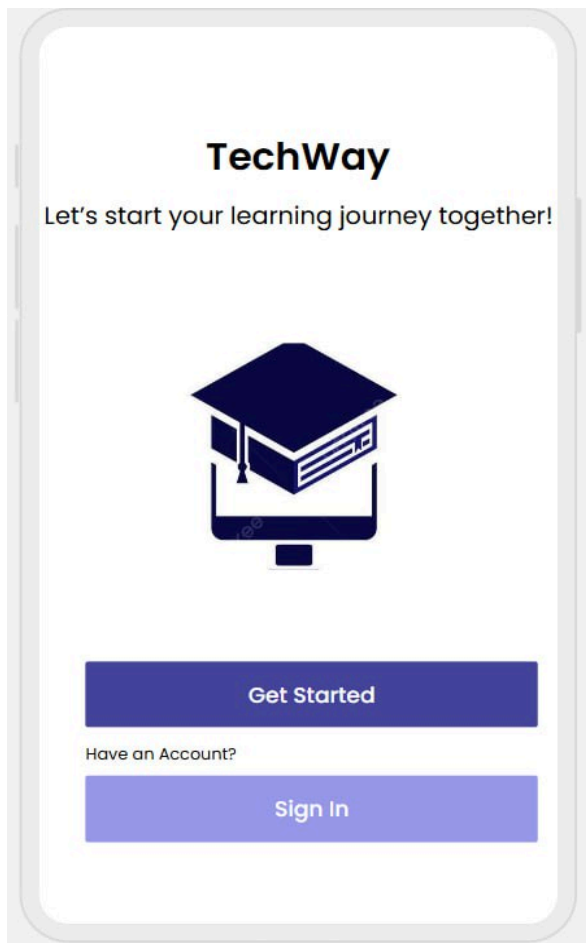 TechWay
Let's start your learning journey together!
Get Started
Have an Account?
Sign In